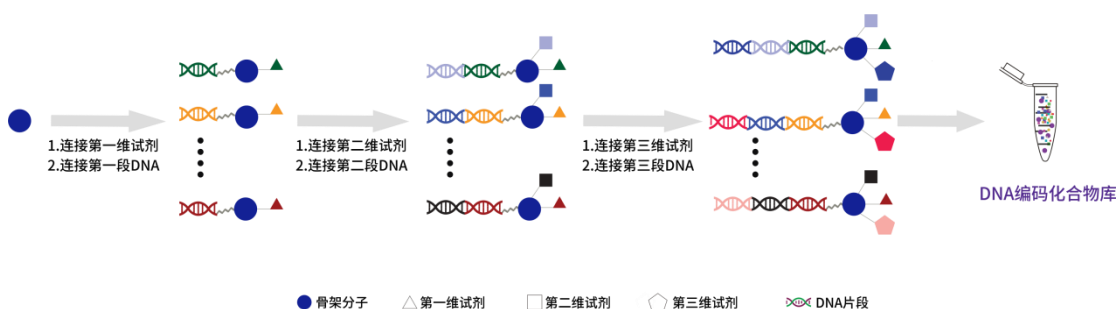 1.连接第一维试剂
2.连接第一段DNA
1.连接第二维试剂
2.连接第二段DNA
1.连接第三维试剂
2.连接第三段DNA
DNA编码化合物库
骨架分子
第一维试剂
第二维试剂
第三维试剂
DNA片段